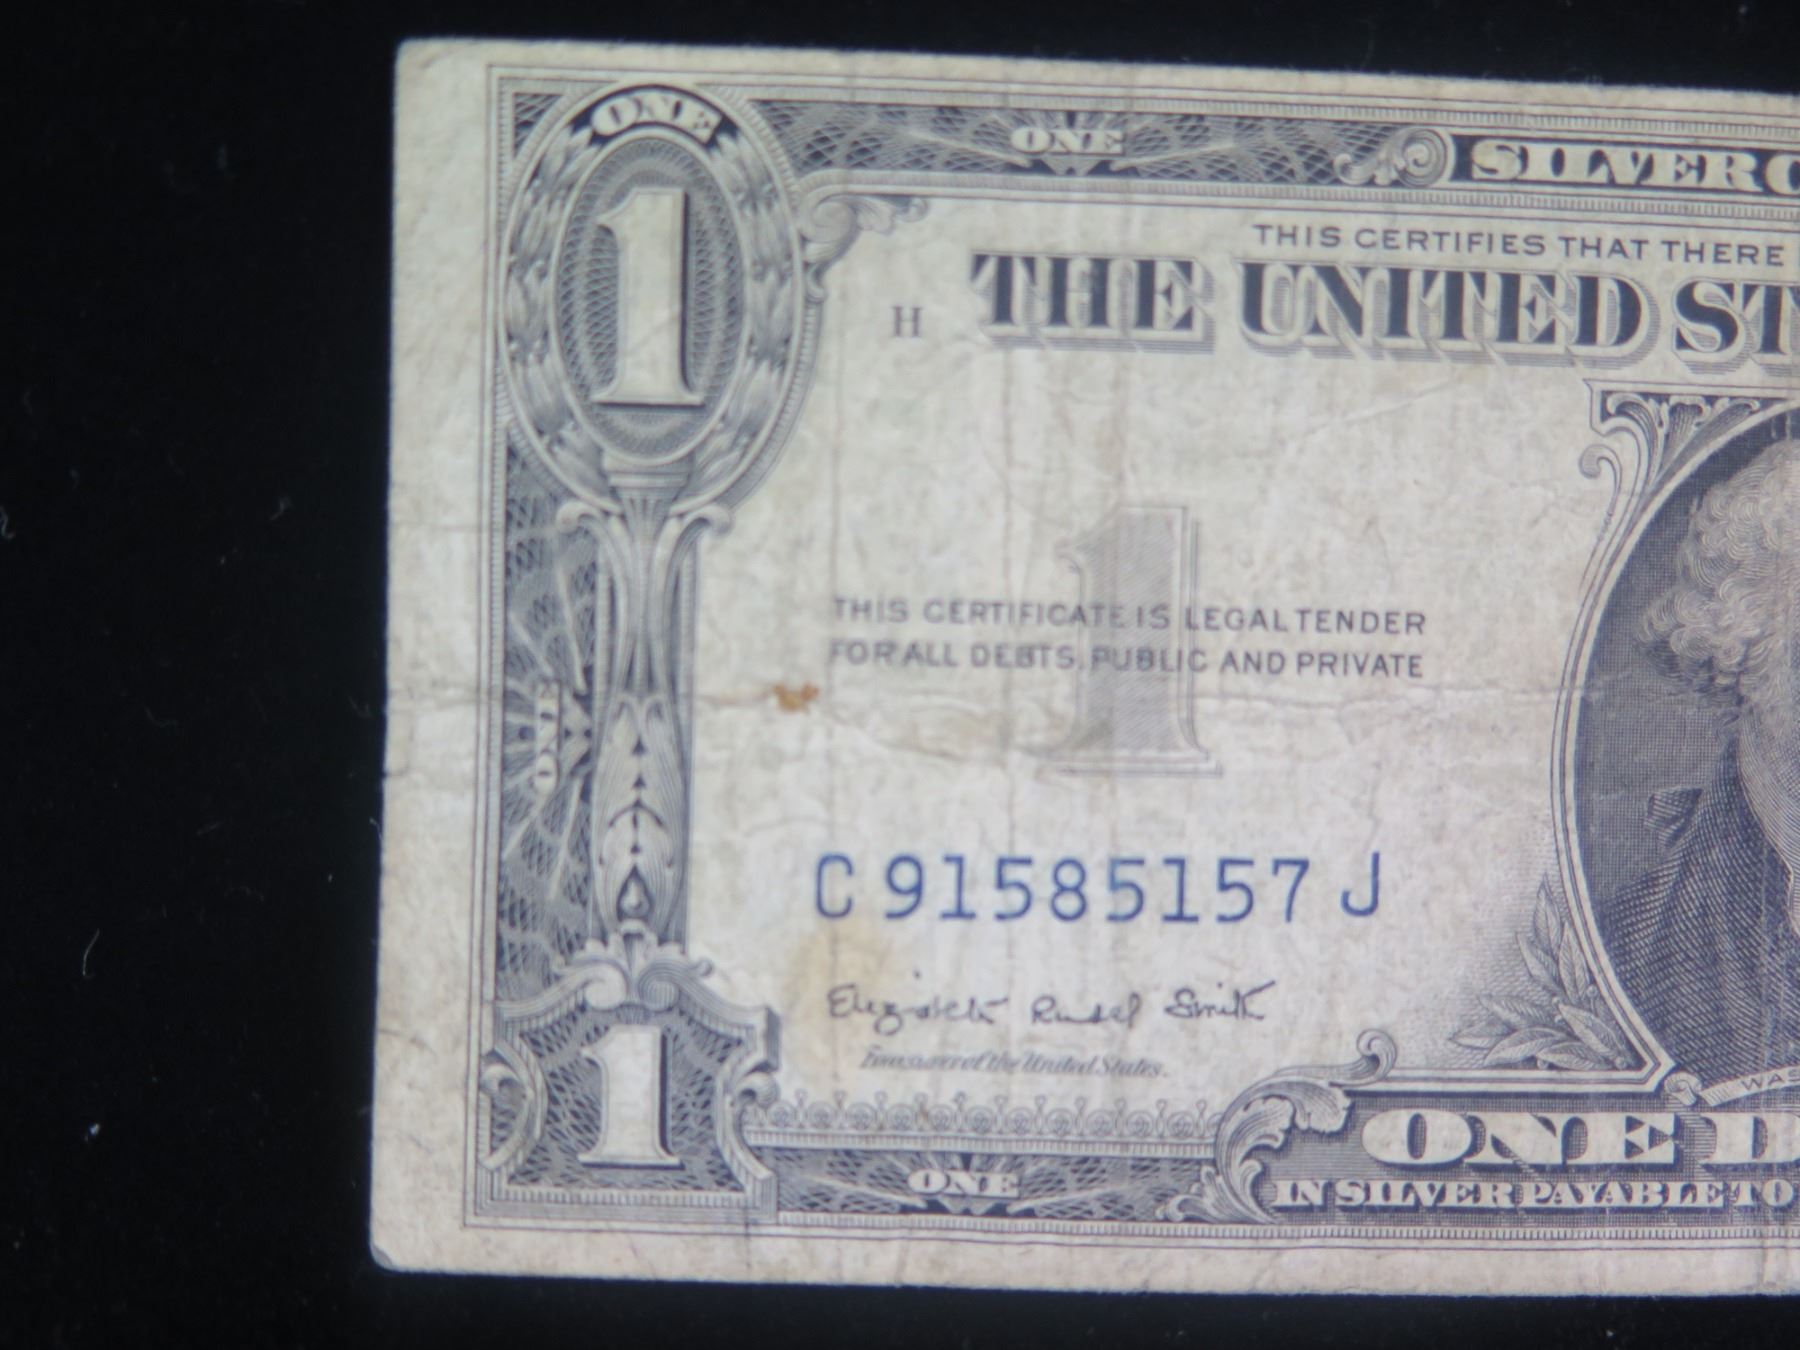 ONE
1
ONE
SILVER C
THIS CERTIFIES THAT THERE
H
THE UNITED ST
1
THIS CERTIFICATE IS LEGAL TENDER
FOR ALL DEBTS, PUBLIC AND PRIVATE
ONE
C 91585157 J
Elizabeth Rudel Smith
Treasurer of the United States.
WAS
1
ONE D
ONE
IN SILVER PAYABLE TO